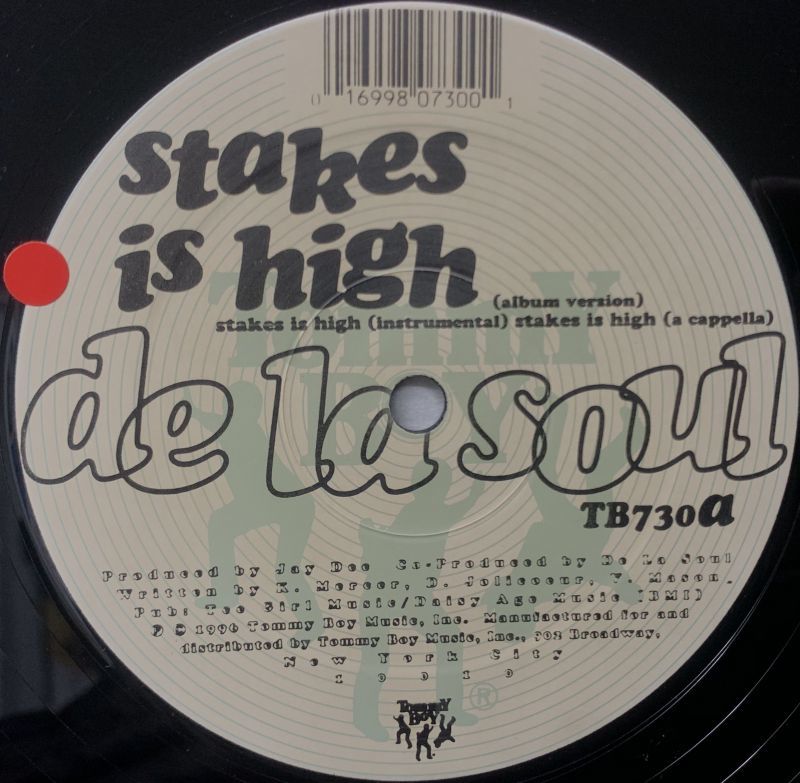 0 16998 07300 1
stakes
is high
(album version)
stakes is high (instrumental) stakes is high (a cappella)
Tommy
Boy
de la soul
TB730a
Produced by Jay Dee Co-Produced by De La Soul
Written by K. Mercer, D. Jolicoeur, V. Mason.
Pub: Tee Girl Music/Daisy Age Music (BMI)
℗ © 1996 Tommy Boy Music, Inc. Manufactured for and
distributed by Tommy Boy Music, Inc., 902 Broadway,
New York City
10010
Tommy
Boy
®